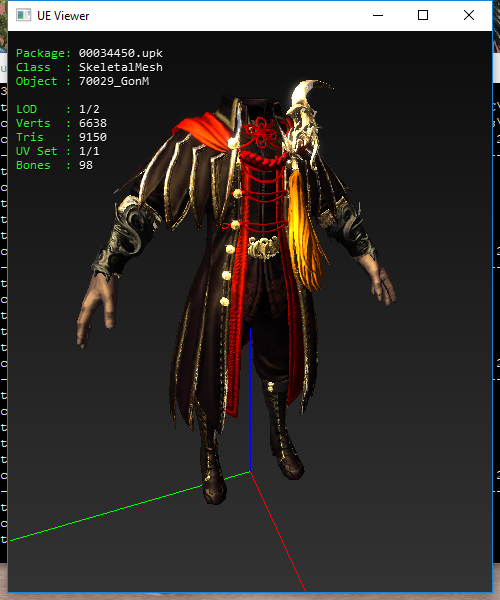 UE Viewer
Package: 00034450.upk
Class : SkeletalMesh
Object : 70029_GonM
LOD : 1/2
Verts : 6638
Tris : 9150
UV Set : 1/1
Bones : 98